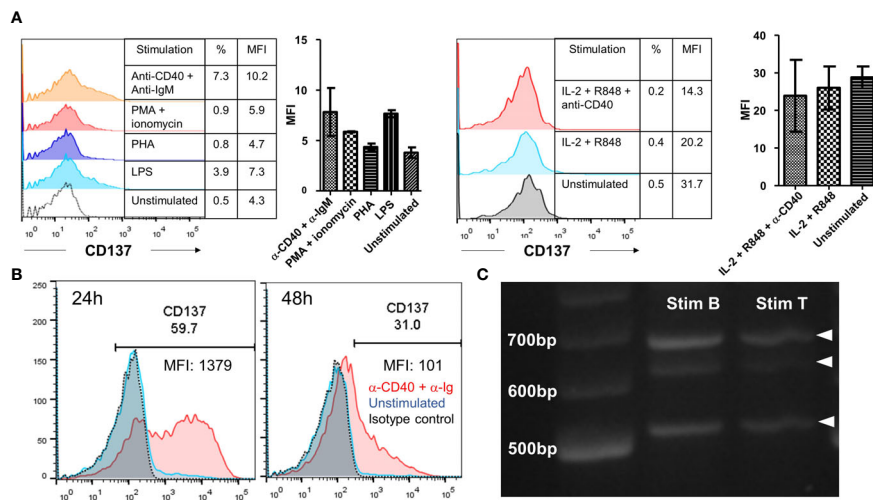 A
Stimulation % MFI
Anti-CD40 + Anti-IgM 7.3 10.2
PMA + ionomycin 0.9 5.9
PHA 0.8 4.7
LPS 3.9 7.3
Unstimulated 0.5 4.3
10⁰ 10¹ 10² 10³ 10⁴ 10⁵
CD137
MFI
15
10
5
0
α-CD40 + α-IgM
PMA + ionomycin
PHA
LPS
Unstimulated
Stimulation % MFI
IL-2 + R848 + anti-CD40 0.2 14.3
IL-2 + R848 0.4 20.2
Unstimulated 0.5 31.7
10⁰ 10¹ 10² 10³ 10⁴ 10⁵
CD137
MFI
40
30
20
10
0
IL-2 + R848 + α-CD40
IL-2 + R848
Unstimulated
B
24h
CD137
59.7
MFI: 1379
250
200
150
100
50
0
10⁰ 10¹ 10² 10³ 10⁴ 10⁵
48h
CD137
31.0
MFI: 101
α-CD40 + α-Ig
Unstimulated
Isotype control
10⁰ 10¹ 10² 10³ 10⁴ 10⁵
C
Stim B Stim T
700bp
600bp
500bp